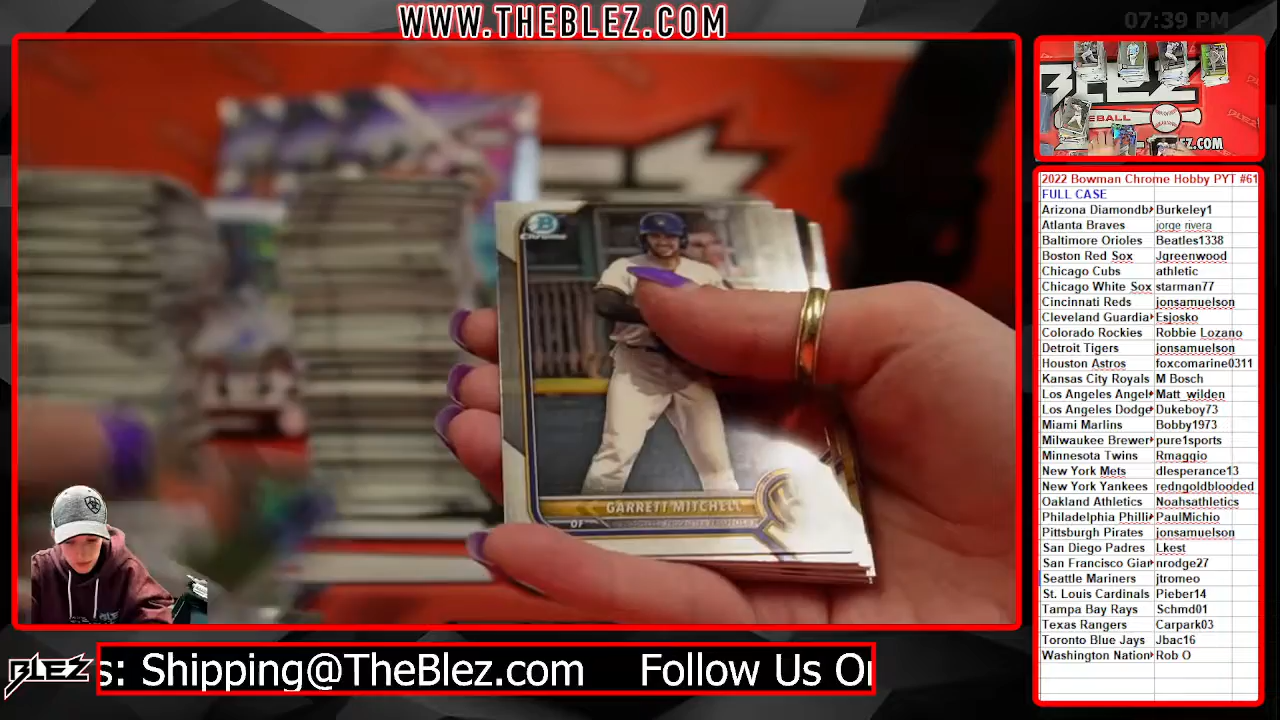 WWW.THEBLEZ.COM
07:39 PM
Chrome
GARRETT MITCHELL
OF
BLEZ
2022 Bowman Chrome Hobby PYT #61
FULL CASE
Arizona Diamondb Burkeley1
Atlanta Braves jorge rivera
Baltimore Orioles Beatles1338
Boston Red Sox Jgreenwood
Chicago Cubs athletic
Chicago White Sox starman77
Cincinnati Reds jonsamuelson
Cleveland Guardia Esjosko
Colorado Rockies Robbie Lozano
Detroit Tigers jonsamuelson
Houston Astros foxcomarine0311
Kansas City Royals M Bosch
Los Angeles Angel Matt_wilden
Los Angeles Dodge Dukeboy73
Miami Marlins Bobby1973
Milwaukee Brewer pure1sports
Minnesota Twins Rmaggio
New York Mets dlesperance13
New York Yankees redngoldblooded
Oakland Athletics Noahsathletics
Philadelphia Philli PaulMichio
Pittsburgh Pirates jonsamuelson
San Diego Padres Lkest
San Francisco Gian nrodge27
Seattle Mariners jtromeo
St. Louis Cardinals Pieber14
Tampa Bay Rays Schmd01
Texas Rangers Carpark03
Toronto Blue Jays Jbac16
Washington Nation Rob O
BLEZ
s: Shipping@TheBlez.com Follow Us O